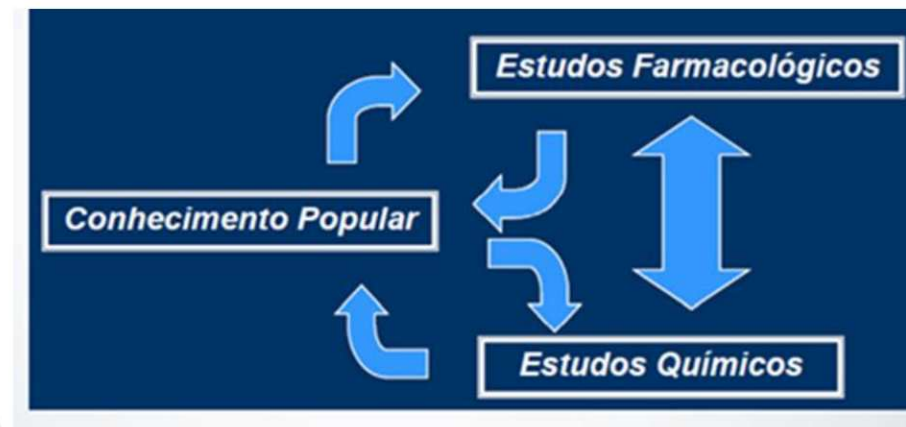 Estudos Farmacológicos
Conhecimento Popular
Estudos Químicos